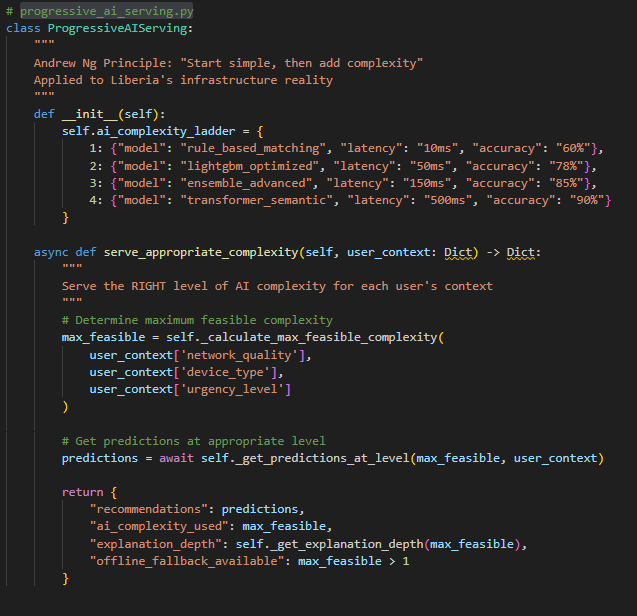 # progressive_ai_serving.py
class ProgressiveAIServing:
    """
    Andrew Ng Principle: "Start simple, then add complexity"
    Applied to Liberia's infrastructure reality
    """
    def __init__(self):
        self.ai_complexity_ladder = {
            1: {"model": "rule_based_matching", "latency": "10ms", "accuracy": "60%"},
            2: {"model": "lightgbm_optimized", "latency": "50ms", "accuracy": "78%"},
            3: {"model": "ensemble_advanced", "latency": "150ms", "accuracy": "85%"},
            4: {"model": "transformer_semantic", "latency": "500ms", "accuracy": "90%"}
        }
    async def serve_appropriate_complexity(self, user_context: Dict) -> Dict:
        """
        Serve the RIGHT level of AI complexity for each user's context
        """
        # Determine maximum feasible complexity
        max_feasible = self._calculate_max_feasible_complexity(
            user_context['network_quality'],
            user_context['device_type'],
            user_context['urgency_level']
        )
        # Get predictions at appropriate level
        predictions = await self._get_predictions_at_level(max_feasible, user_context)
        return {
            "recommendations": predictions,
            "ai_complexity_used": max_feasible,
            "explanation_depth": self._get_explanation_depth(max_feasible),
            "offline_fallback_available": max_feasible > 1
        }